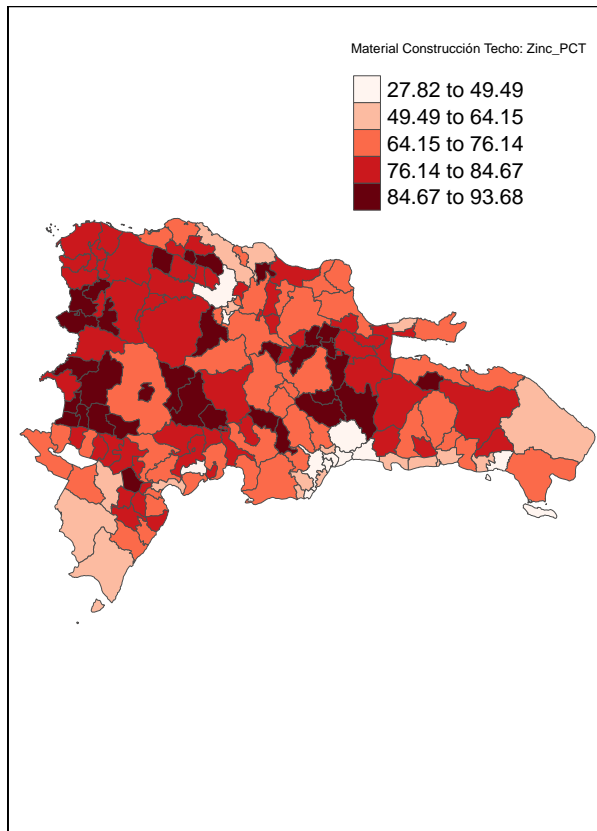 Material Construcción Techo: Zinc_PCT
27.82 to 49.49
49.49 to 64.15
64.15 to 76.14
76.14 to 84.67
84.67 to 93.68